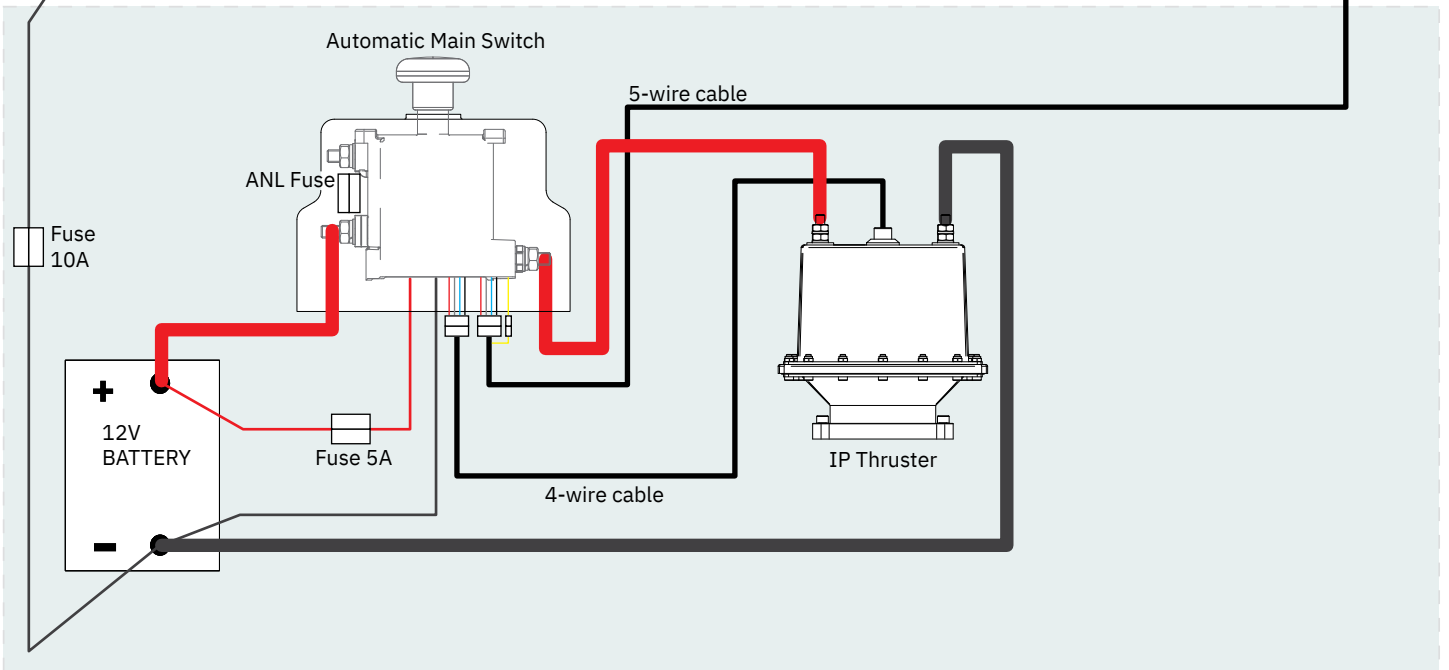 Automatic Main Switch
5-wire cable
ANL Fuse
Fuse
10A
+
12V
BATTERY
Fuse 5A
IP Thruster
4-wire cable
-